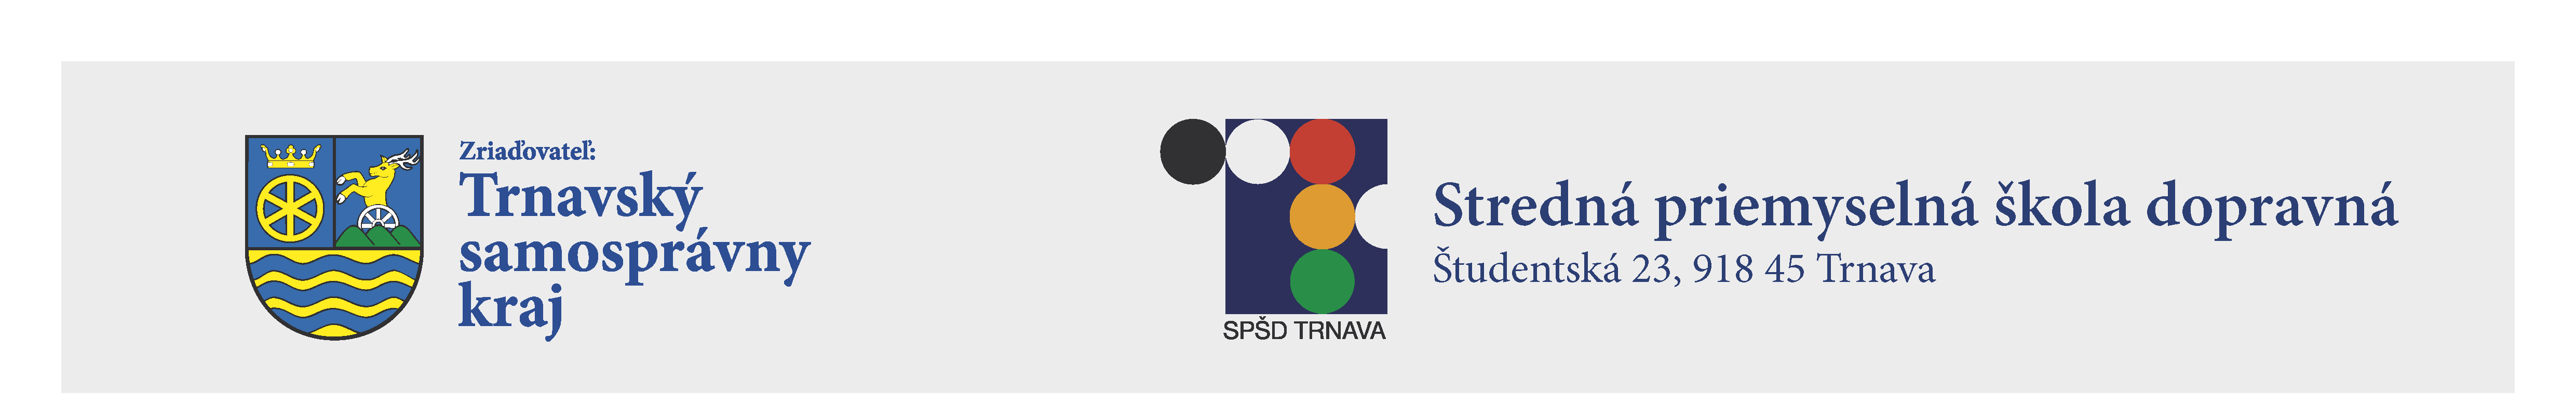 Zriaďovateľ:
Trnavský
samosprávny
kraj
SPŠD TRNAVA
Stredná priemyselná škola dopravná
Študentská 23, 918 45 Trnava